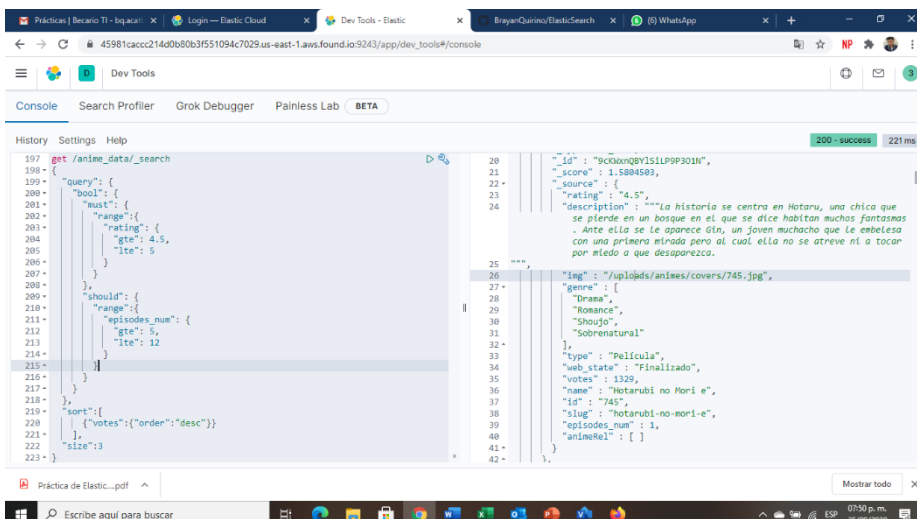 Prácticas | Becario TI - bq.acati
Login — Elastic Cloud
Dev Tools - Elastic
BrayanQuirino/ElasticSearch
(6) WhatsApp
45981caccc214d0b80b3f551094c7029.us-east-1.aws.found.io:9243/app/dev_tools#/console
NP
D Dev Tools
3
Console Search Profiler Grok Debugger Painless Lab BETA
History Settings Help
200 - success 221 ms
197 get /anime_data/_search
198 {
199 "query": {
200 "bool": {
201 "must": {
202 "range":{
203 "rating": {
204 "gte": 4.5,
205 "lte": 5
206 }
207 }
208 },
209 "should": {
210 "range":{
211 "episodes_num": {
212 "gte": 5,
213 "lte": 12
214 }
215 }
216 }
217 }
218 },
219 "sort":[
220 {"votes":{"order":"desc"}}
221 ],
222 "size":3
223 }
20 "_id" : "9cKWxnQBYlSiLP9P3O1N",
21 "_score" : 1.5804503,
22 "_source" : {
23 "rating" : "4.5",
24 "description" : """La historia se centra en Hotaru, una chica que
se pierde en un bosque en el que se dice habitan muchos fantasmas
. Ante ella se le aparece Gin, un joven muchacho que le embelesa
con una primera mirada pero al cual ella no se atreve ni a tocar
por miedo a que desaparezca.
25 """,
26 "img" : "/uploads/animes/covers/745.jpg",
27 "genre" : [
28 "Drama",
29 "Romance",
30 "Shoujo",
31 "Sobrenatural"
32 ],
33 "type" : "Película",
34 "web_state" : "Finalizado",
35 "votes" : 1329,
36 "name" : "Hotarubi no Mori e",
37 "id" : "745",
38 "slug" : "hotarubi-no-mori-e",
39 "episodes_num" : 1,
40 "animeRel" : [ ]
41 }
42 },
Práctica de Elastic....pdf
Mostrar todo
Escribe aquí para buscar
ESP
07:50 p. m.